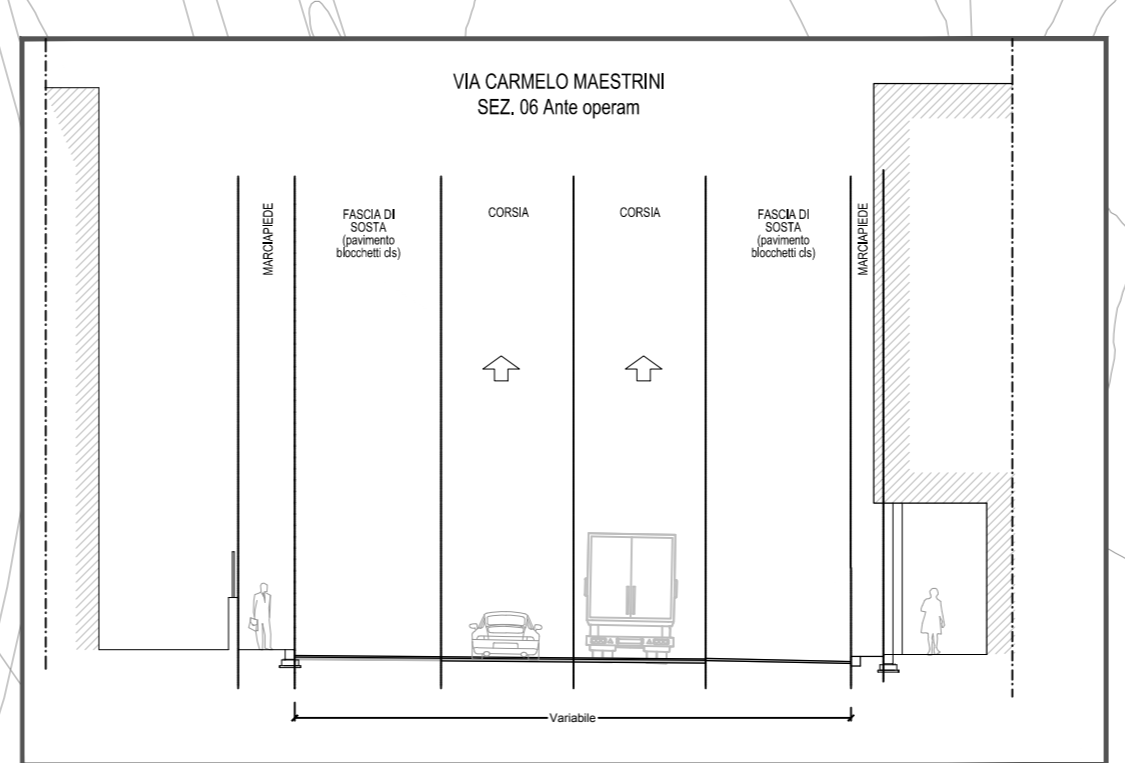 VIA CARMELO MAESTRINI
SEZ. 06 Ante operam
MARCIAPIEDE
FASCIA DI
SOSTA
(pavimento
blocchetti cls)
CORSIA
CORSIA
FASCIA DI
SOSTA
(pavimento
blocchetti cls)
MARCIAPIEDE
Variabile